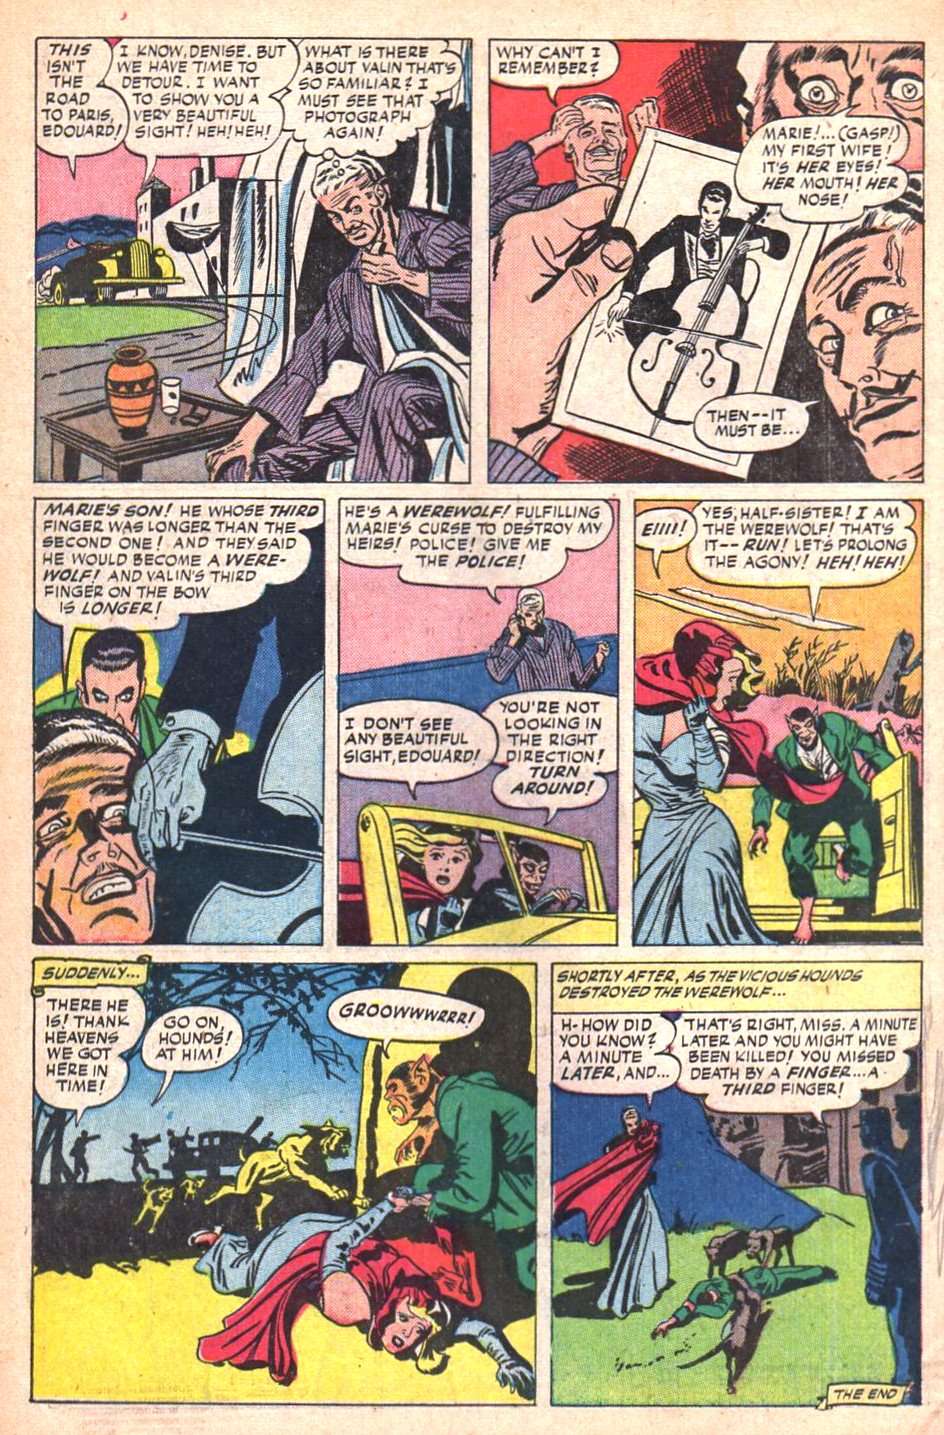 THIS
ISN'T
THE
ROAD
TO PARIS,
EDOUARD!
I KNOW, DENISE. BUT
WE HAVE TIME TO
DETOUR. I WANT
TO SHOW YOU A
VERY BEAUTIFUL
SIGHT! HEH! HEH!
WHAT IS THERE
ABOUT VALIN THAT'S
SO FAMILIAR? I
MUST SEE THAT
PHOTOGRAPH
AGAIN!
WHY CAN'T I
REMEMBER?
MARIE!... (GASP!)
MY FIRST WIFE!
IT'S HER EYES!
HER MOUTH! HER
NOSE!
THEN--IT
MUST BE...
MARIE'S SON! HE WHOSE THIRD
FINGER WAS LONGER THAN THE
SECOND ONE! AND THEY SAID
HE WOULD BECOME A WERE-
WOLF! AND VALIN'S THIRD
FINGER ON THE BOW
IS LONGER!
HE'S A WEREWOLF! FULFILLING
MARIE'S CURSE TO DESTROY MY
HEIRS! POLICE! GIVE ME
THE POLICE!
I DON'T SEE
ANY BEAUTIFUL
SIGHT, EDOUARD!
YOU'RE NOT
LOOKING IN
THE RIGHT
DIRECTION!
TURN
AROUND!
EIIII!
YES, HALF-SISTER! I AM
THE WEREWOLF! THAT'S
IT--RUN! LET'S PROLONG
THE AGONY! HEH! HEH!
SUDDENLY...
THERE HE
IS! THANK
HEAVENS
WE GOT
HERE IN
TIME!
GO ON,
HOUNDS!
AT HIM!
GROOWWWRRR!
SHORTLY AFTER, AS THE VICIOUS HOUNDS
DESTROYED THE WEREWOLF...
H-HOW DID
YOU KNOW?
A MINUTE
LATER, AND...
THAT'S RIGHT, MISS. A MINUTE
LATER AND YOU MIGHT HAVE
BEEN KILLED! YOU MISSED
DEATH BY A FINGER...A
THIRD FINGER!
THE END